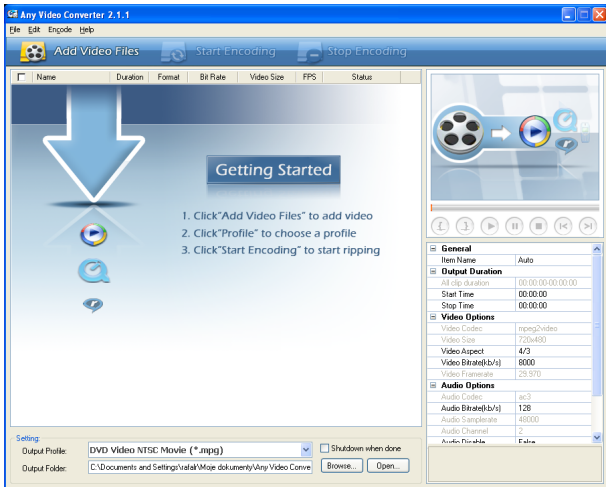 Any Video Converter 2.1.1
File Edit Encode Help
Add Video Files Start Encoding Stop Encoding
Name Duration Format Bit Rate Video Size FPS Status
Getting Started
1. Click"Add Video Files" to add video
2. Click"Profile" to choose a profile
3. Click"Start Encoding" to start ripping
General
Item Name Auto
Output Duration
All clip duration 00:00:00-00:00:00
Start Time 00:00:00
Stop Time 00:00:00
Video Options
Video Codec mpeg2video
Video Size 720x480
Video Aspect 4/3
Video Bitrate(kb/s) 8000
Video Framerate 29.970
Audio Options
Audio Codec ac3
Audio Bitrate(kb/s) 128
Audio Samplerate 48000
Audio Channel 2
Audio Disable False
Setting:
Output Profile: DVD Video NTSC Movie (*.mpg) Shutdown when done
Output Folder: C:\Documents and Settings\rafalr\Moje dokumenty\Any Video Conve Browse... Open...